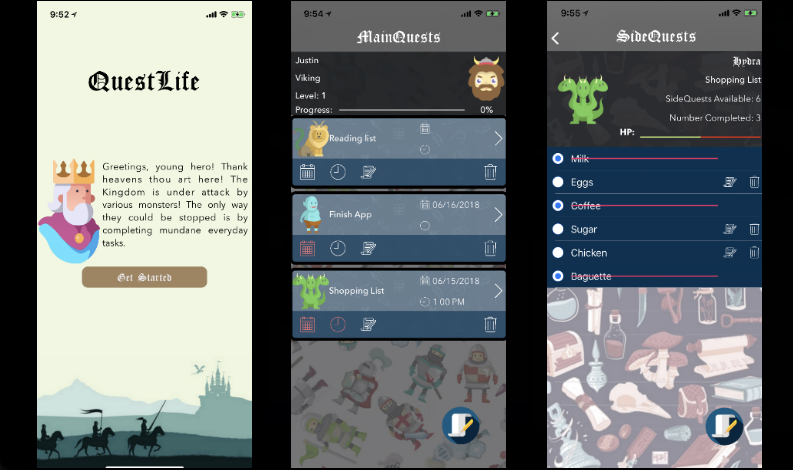 9:52
QuestLife
Greetings, young hero! Thank
heavens thou art here! The
Kingdom is under attack by
various monsters! The only way
they could be stopped is by
completing mundane everyday
tasks.
Get Started
9:54
MainQuests
Justin
Viking
Level: 1
Progress: 0%
Reading list
Finish App
06/16/2018
Shopping List
06/15/2018
1:00 PM
9:55
SideQuests
Hydra
Shopping List
SideQuests Available: 6
Number Completed: 3
HP:
Milk
Eggs
Coffee
Sugar
Chicken
Baguette